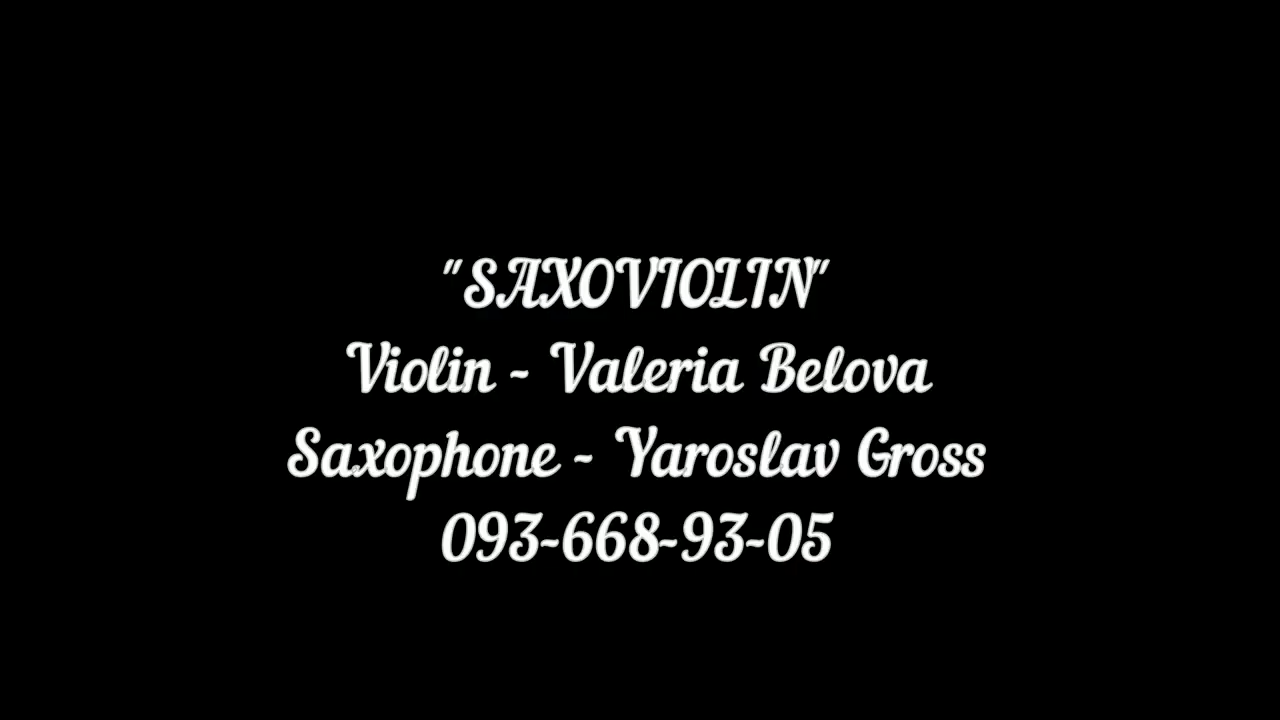 "SAXOVIOLIN"
Violin - Valeria Belova
Saxophone - Yaroslav Gross
093-668-93-05